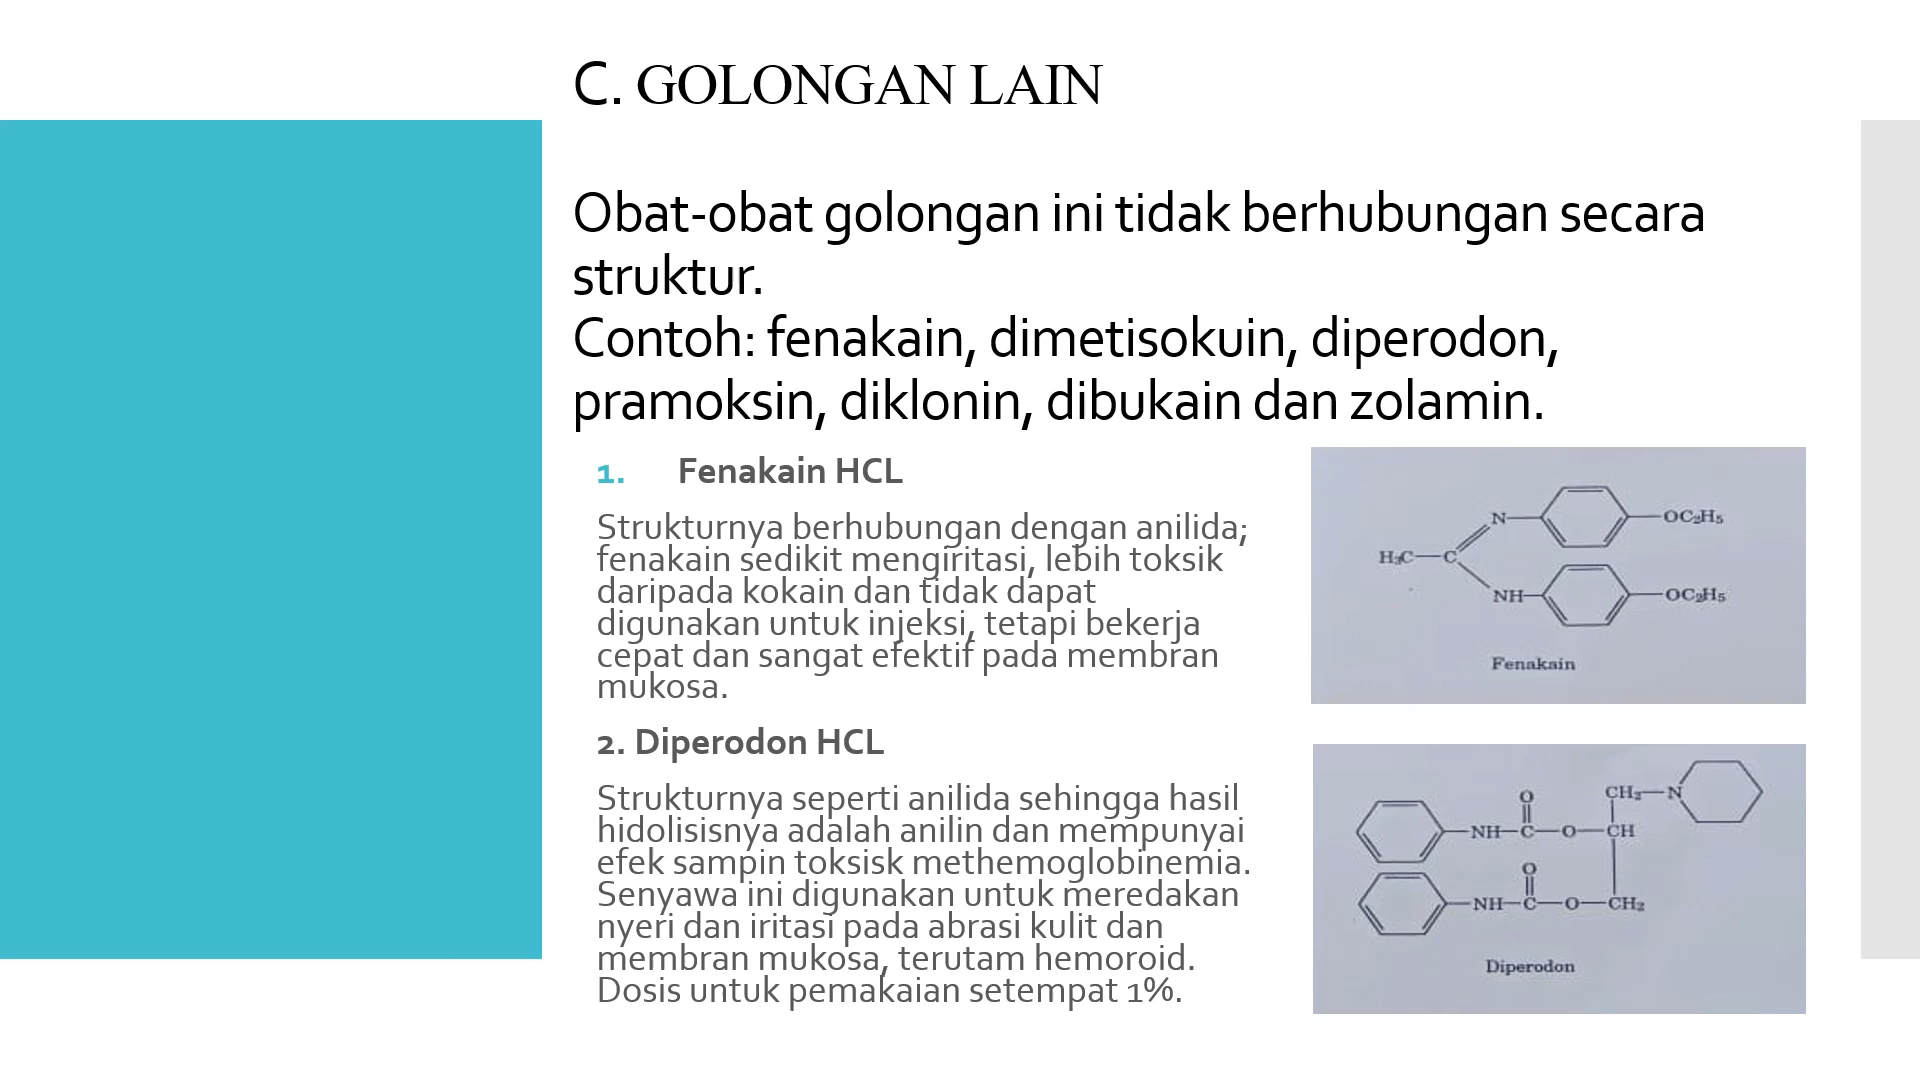 C. GOLONGAN LAIN
Obat-obat golongan ini tidak berhubungan secara
struktur.
Contoh: fenakain, dimetisokuin, diperodon,
pramoksin, diklonin, dibukain dan zolamin.
1. Fenakain HCL
Strukturnya berhubungan dengan anilida;
fenakain sedikit mengiritasi, lebih toksik
daripada kokain dan tidak dapat
digunakan untuk injeksi, tetapi bekerja
cepat dan sangat efektif pada membran
mukosa.
N
OC₂H₅
H₃C—C
NH
OC₂H₅
Fenakain
2. Diperodon HCL
Strukturnya seperti anilida sehingga hasil
hidolisisnya adalah anilin dan mempunyai
efek sampin toksisk methemoglobinemia.
Senyawa ini digunakan untuk meredakan
nyeri dan iritasi pada abrasi kulit dan
membran mukosa, terutam hemoroid.
Dosis untuk pemakaian setempat 1%.
O CH₂—N
NH—C—O—CH
O
NH—C—O—CH₂
Diperodon